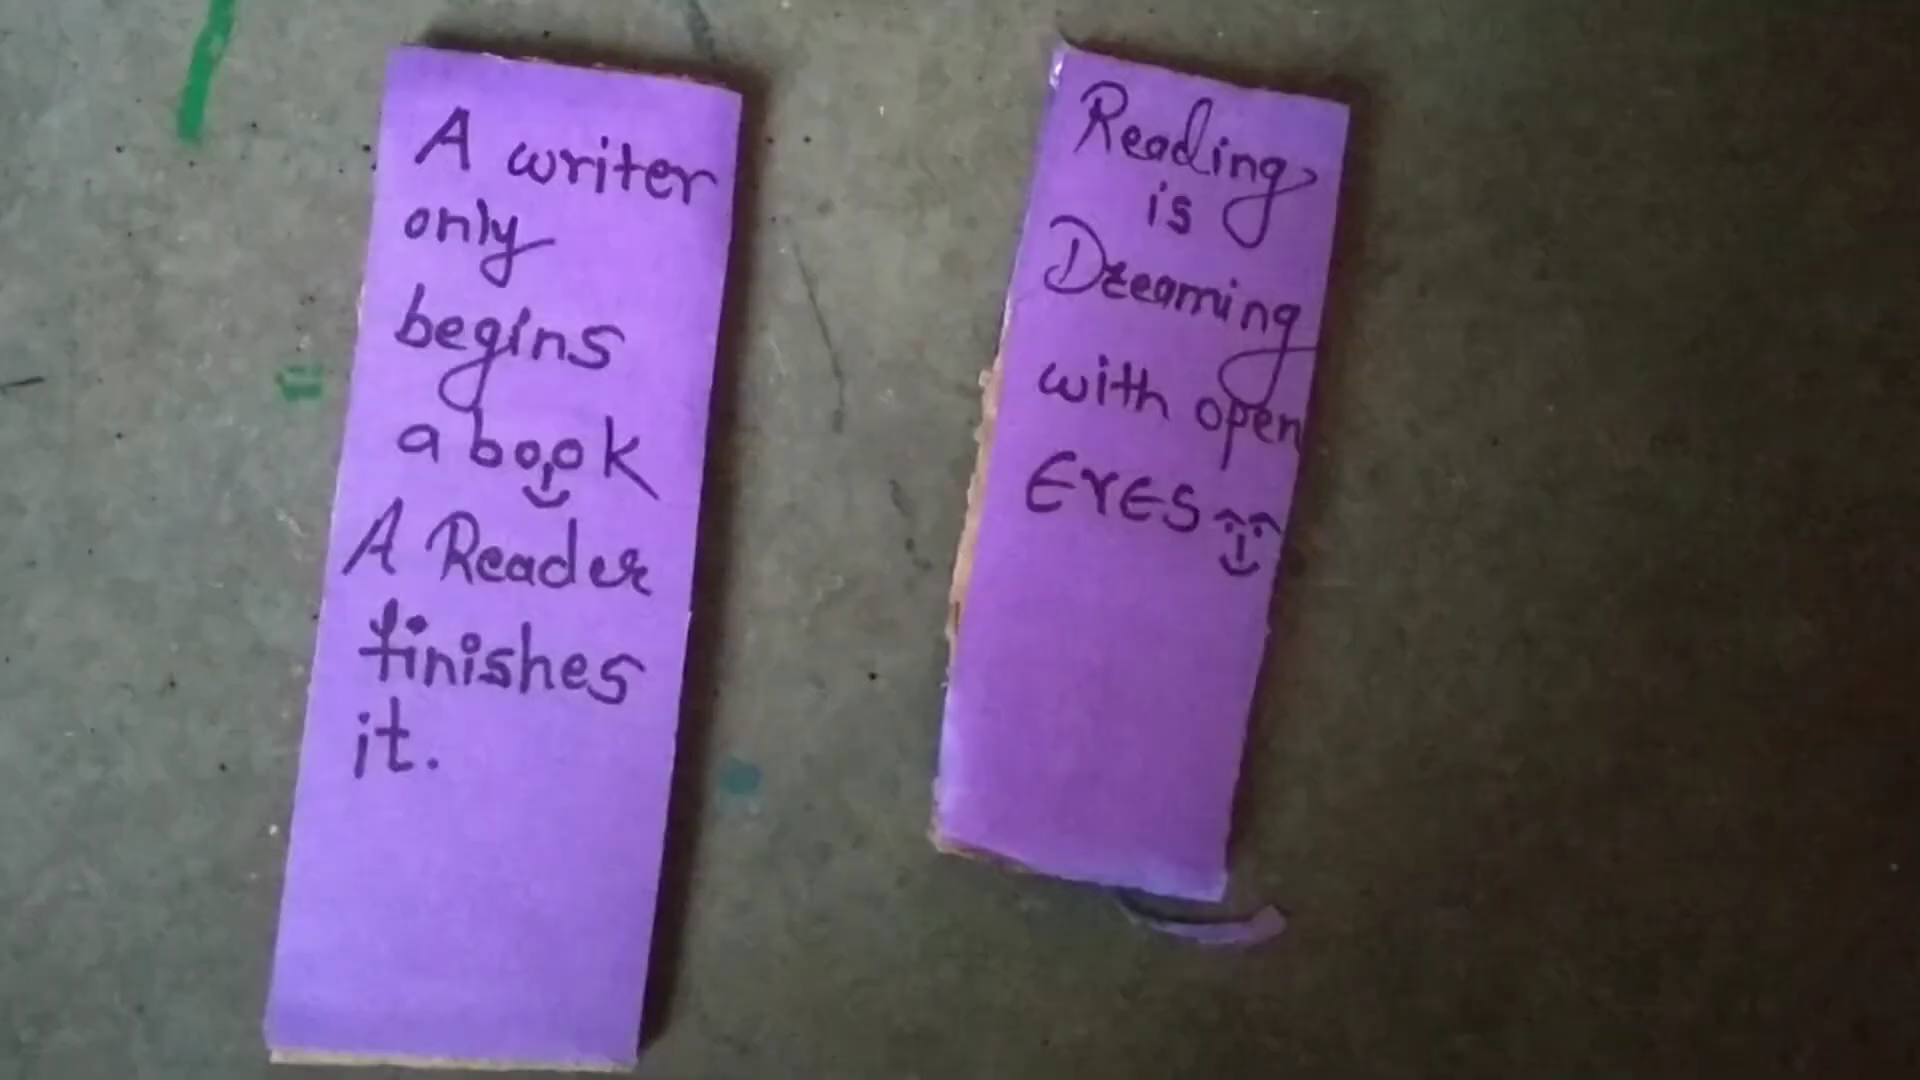 A writer
only
begins
a book
A Reader
finishes
it.
Reading
is
Dreaming
with open
EYES